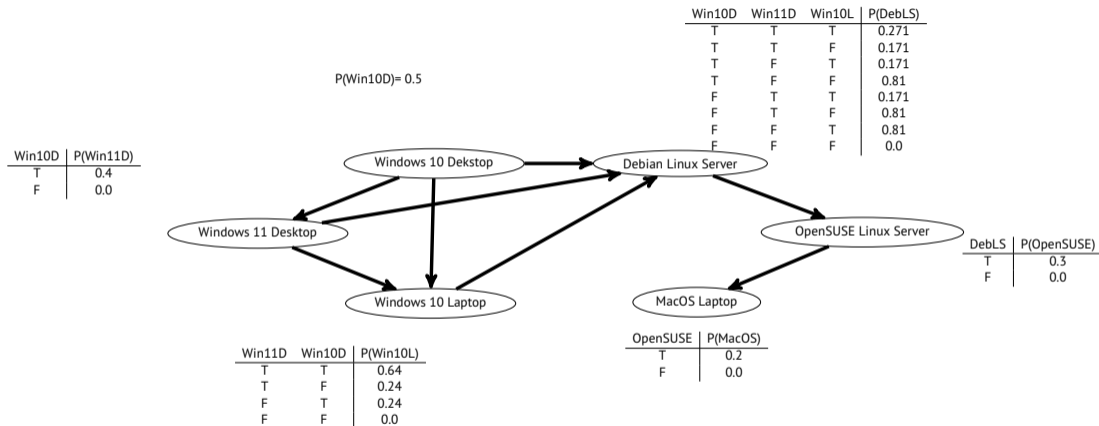 Win10D Win11D Win10L P(DebLS)
T T T 0.271
T T F 0.171
T F T 0.171
T F F 0.81
F T T 0.171
F T F 0.81
F F T 0.81
F F F 0.0
P(Win10D)= 0.5
Win10D P(Win11D)
T 0.4
F 0.0
Windows 10 Dekstop
Debian Linux Server
Windows 11 Desktop
OpenSUSE Linux Server
DebLS P(OpenSUSE)
T 0.3
F 0.0
Windows 10 Laptop
MacOS Laptop
OpenSUSE P(MacOS)
T 0.2
F 0.0
Win11D Win10D P(Win10L)
T T 0.64
T F 0.24
F T 0.24
F F 0.0